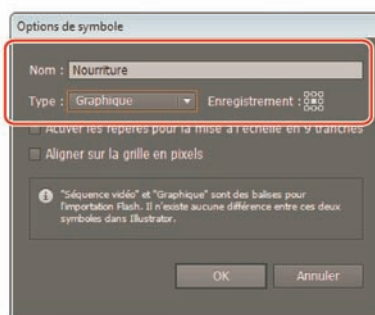 Options de symbole
Nom : Nourriture
Type : Graphique Enregistrement :
Activer les repères pour la mise à l'échelle en 9 tranches
Aligner sur la grille en pixels
"Séquence vidéo" et "Graphique" sont des balises pour
l'importation Flash. Il n'existe aucune différence entre ces deux
symboles dans Illustrator.
OK Annuler